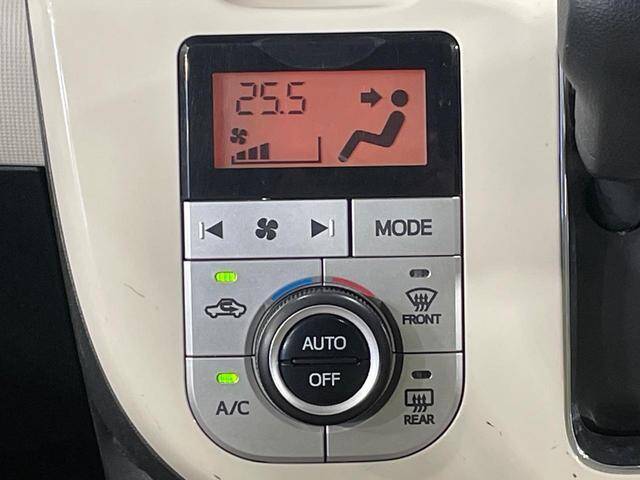 25.5
MODE
FRONT
AUTO
OFF
A/C
REAR